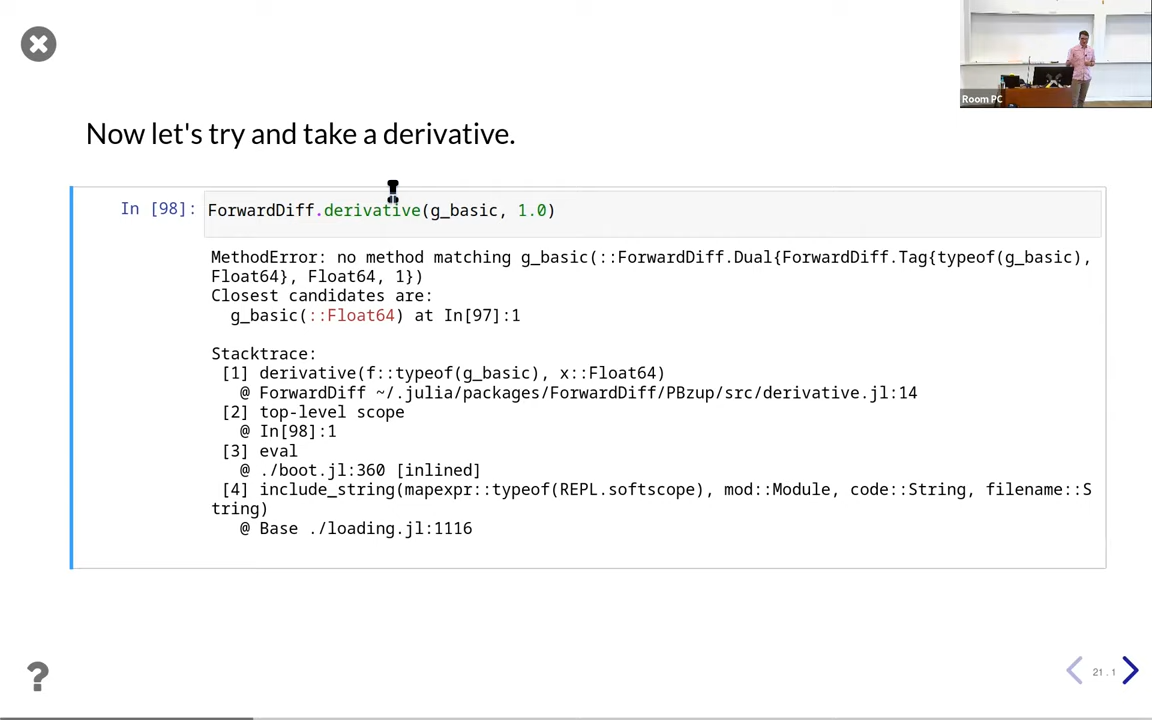 Room PC
Now let's try and take a derivative.
In [98]: ForwardDiff.derivative(g_basic, 1.0)
MethodError: no method matching g_basic(::ForwardDiff.Dual{ForwardDiff.Tag{typeof(g_basic),
Float64}, Float64, 1})
Closest candidates are:
  g_basic(::Float64) at In[97]:1
Stacktrace:
 [1] derivative(f::typeof(g_basic), x::Float64)
   @ ForwardDiff ~/.julia/packages/ForwardDiff/PBzup/src/derivative.jl:14
 [2] top-level scope
   @ In[98]:1
 [3] eval
   @ ./boot.jl:360 [inlined]
 [4] include_string(mapexpr::typeof(REPL.softscope), mod::Module, code::String, filename::S
tring)
   @ Base ./loading.jl:1116
?
21.1